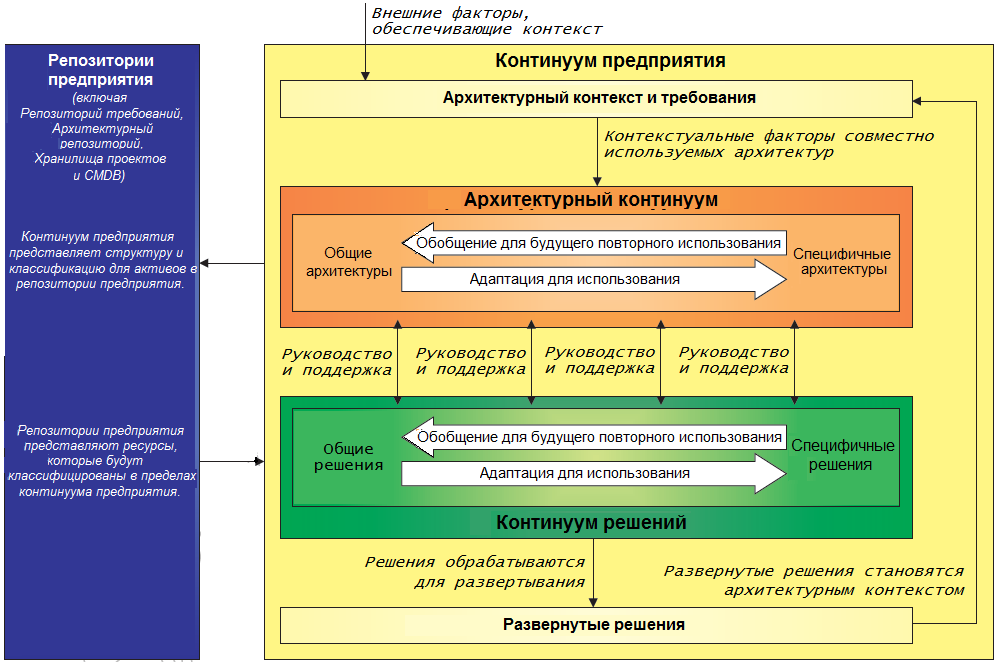 Внешние факторы,
обеспечивающие контекст
Репозитории
предприятия
(включая
Репозиторий требований,
Архитектурный
репозиторий,
Хранилища проектов
и CMDB)
Континуум предприятия
представляет структуру и
классификацию для активов в
репозитории предприятия.
Репозитории предприятия
представляют ресурсы,
которые будут
классифицированы в пределах
континуума предприятия.
Континуум предприятия
Архитектурный контекст и требования
Контекстуальные факторы совместно
используемых архитектур
Архитектурный континуум
Общие
архитектуры
Обобщение для будущего повторного использования
Адаптация для использования
Специфичные
архитектуры
Руководство
и поддержка
Руководство
и поддержка
Руководство
и поддержка
Руководство
и поддержка
Общие
решения
Обобщение для будущего повторного использования
Адаптация для использования
Специфичные
решения
Континуум решений
Решения обрабатываются
для развертывания
Развернутые решения становятся
архитектурным контекстом
Развернутые решения